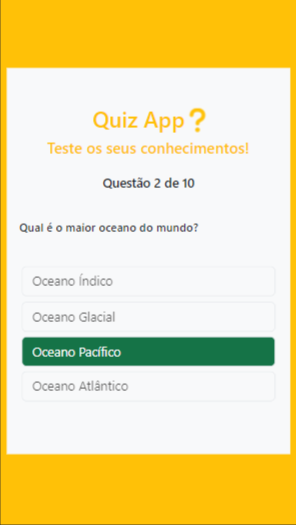 Quiz App?
Teste os seus conhecimentos!
Questão 2 de 10
Qual é o maior oceano do mundo?
Oceano Índico
Oceano Glacial
Oceano Pacífico
Oceano Atlântico